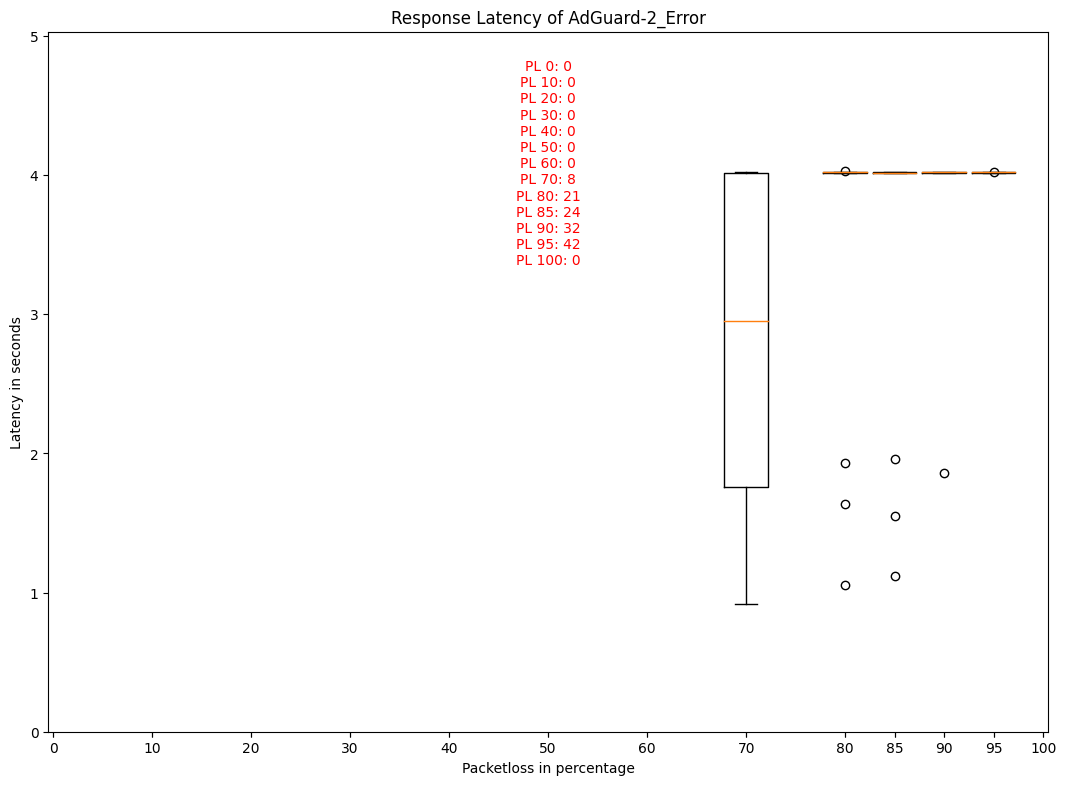 Response Latency of AdGuard-2_Error
5
PL 0: 0
PL 10: 0
PL 20: 0
PL 30: 0
PL 40: 0
PL 50: 0
PL 60: 0
PL 70: 8
PL 80: 21
PL 85: 24
PL 90: 32
PL 95: 42
PL 100: 0
4
3
2
1
0
Latency in seconds
0 10 20 30 40 50 60 70 80 85 90 95 100
Packetloss in percentage